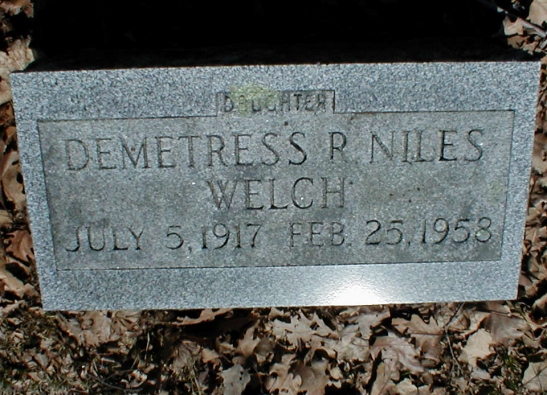 DAUGHTER
DEMETRESS R. NILES
WELCH
JULY 5, 1917 FEB. 25, 1958